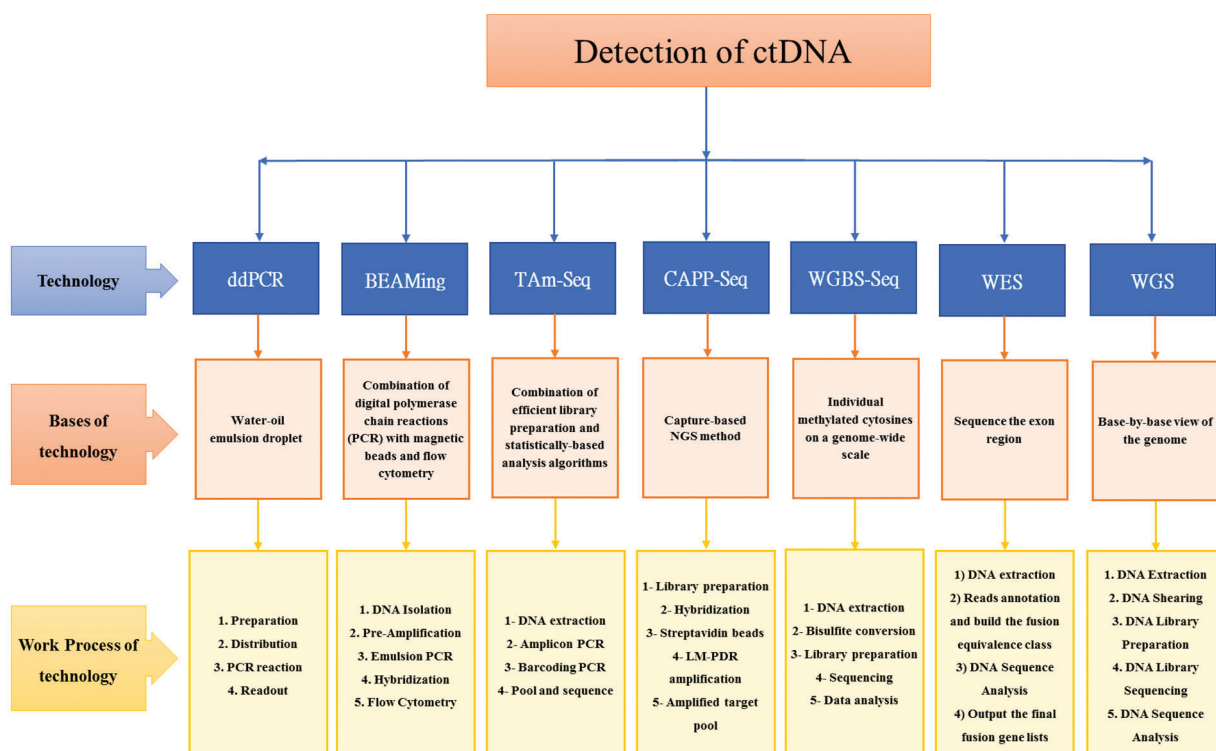 Detection of ctDNA
Technology
ddPCR
BEAMing
TAm-Seq
CAPP-Seq
WGBS-Seq
WES
WGS
Bases of
technology
Water-oil
emulsion droplet
Combination of
digital polymerase
chain reactions
(PCR) with magnetic
beads and flow
cytometry
Combination of
efficient library
preparation and
statistically-based
analysis algorithms
Capture-based
NGS method
Individual
methylated cytosines
on a genome-wide
scale
Sequence the exon
region
Base-by-base view of
the genome
Work Process of
technology
1. Preparation
2. Distribution
3. PCR reaction
4. Readout
1. DNA Isolation
2. Pre-Amplification
3. Emulsion PCR
4. Hybridization
5. Flow Cytometry
1- DNA extraction
2- Amplicon PCR
3- Barcoding PCR
4- Pool and sequence
1- Library preparation
2- Hybridization
3- Streptavidin beads
4- LM-PDR
amplification
5- Amplified target
pool
1- DNA extraction
2- Bisulfite conversion
3- Library preparation
4- Sequencing
5- Data analysis
1) DNA extraction
2) Reads annotation
and build the fusion
equivalence class
3) DNA Sequence
Analysis
4) Output the final
fusion gene lists
1. DNA Extraction
2. DNA Shearing
3. DNA Library
Preparation
4. DNA Library
Sequencing
5. DNA Sequence
Analysis